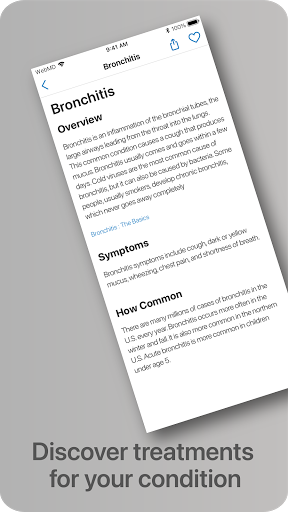 WebMD
9:41 AM
100%
Bronchitis
Bronchitis
Overview
Bronchitis is an inflammation of the bronchial tubes, the
large airways leading from the throat into the lungs.
This common condition causes a cough that produces
mucus. Bronchitis usually comes and goes within a few
days. Cold viruses are the most common cause of
bronchitis, but it can also be caused by bacteria. Some
people, usually smokers, develop chronic bronchitis,
which never goes away completely
Bronchitis : The Basics
Symptoms
Bronchitis symptoms include cough, dark or yellow
mucus, wheezing, chest pain, and shortness of breath.
How Common
There are many millions of cases of bronchitis in the
U.S. every year. Bronchitis occurs more often in the
winter and fall. It is also more common in the northern
U.S. Acute bronchitis is more common in children
under age 5.
Discover treatments
for your condition